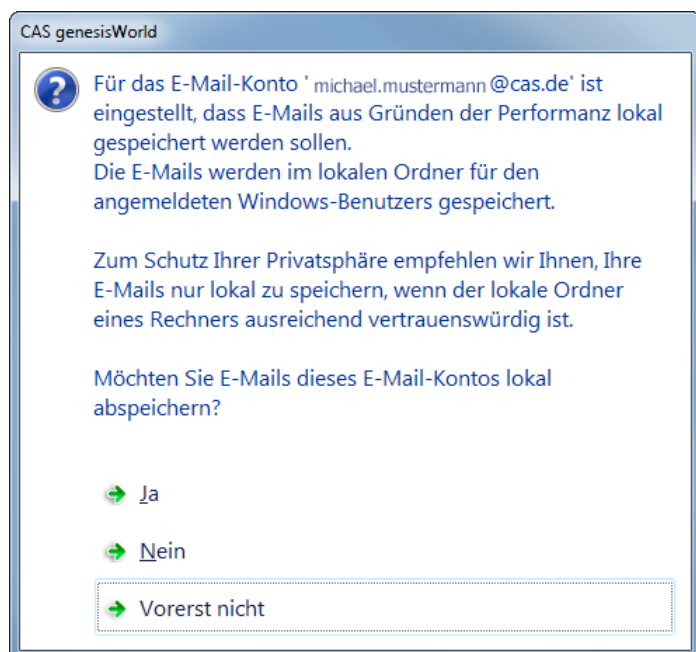 CAS genesisWorld
Für das E-Mail-Konto ' michael.mustermann @cas.de' ist
eingestellt, dass E-Mails aus Gründen der Performanz lokal
gespeichert werden sollen.
Die E-Mails werden im lokalen Ordner für den
angemeldeten Windows-Benutzers gespeichert.
Zum Schutz Ihrer Privatsphäre empfehlen wir Ihnen, Ihre
E-Mails nur lokal zu speichern, wenn der lokale Ordner
eines Rechners ausreichend vertrauenswürdig ist.
Möchten Sie E-Mails dieses E-Mail-Kontos lokal
abspeichern?
Ja
Nein
Vorerst nicht